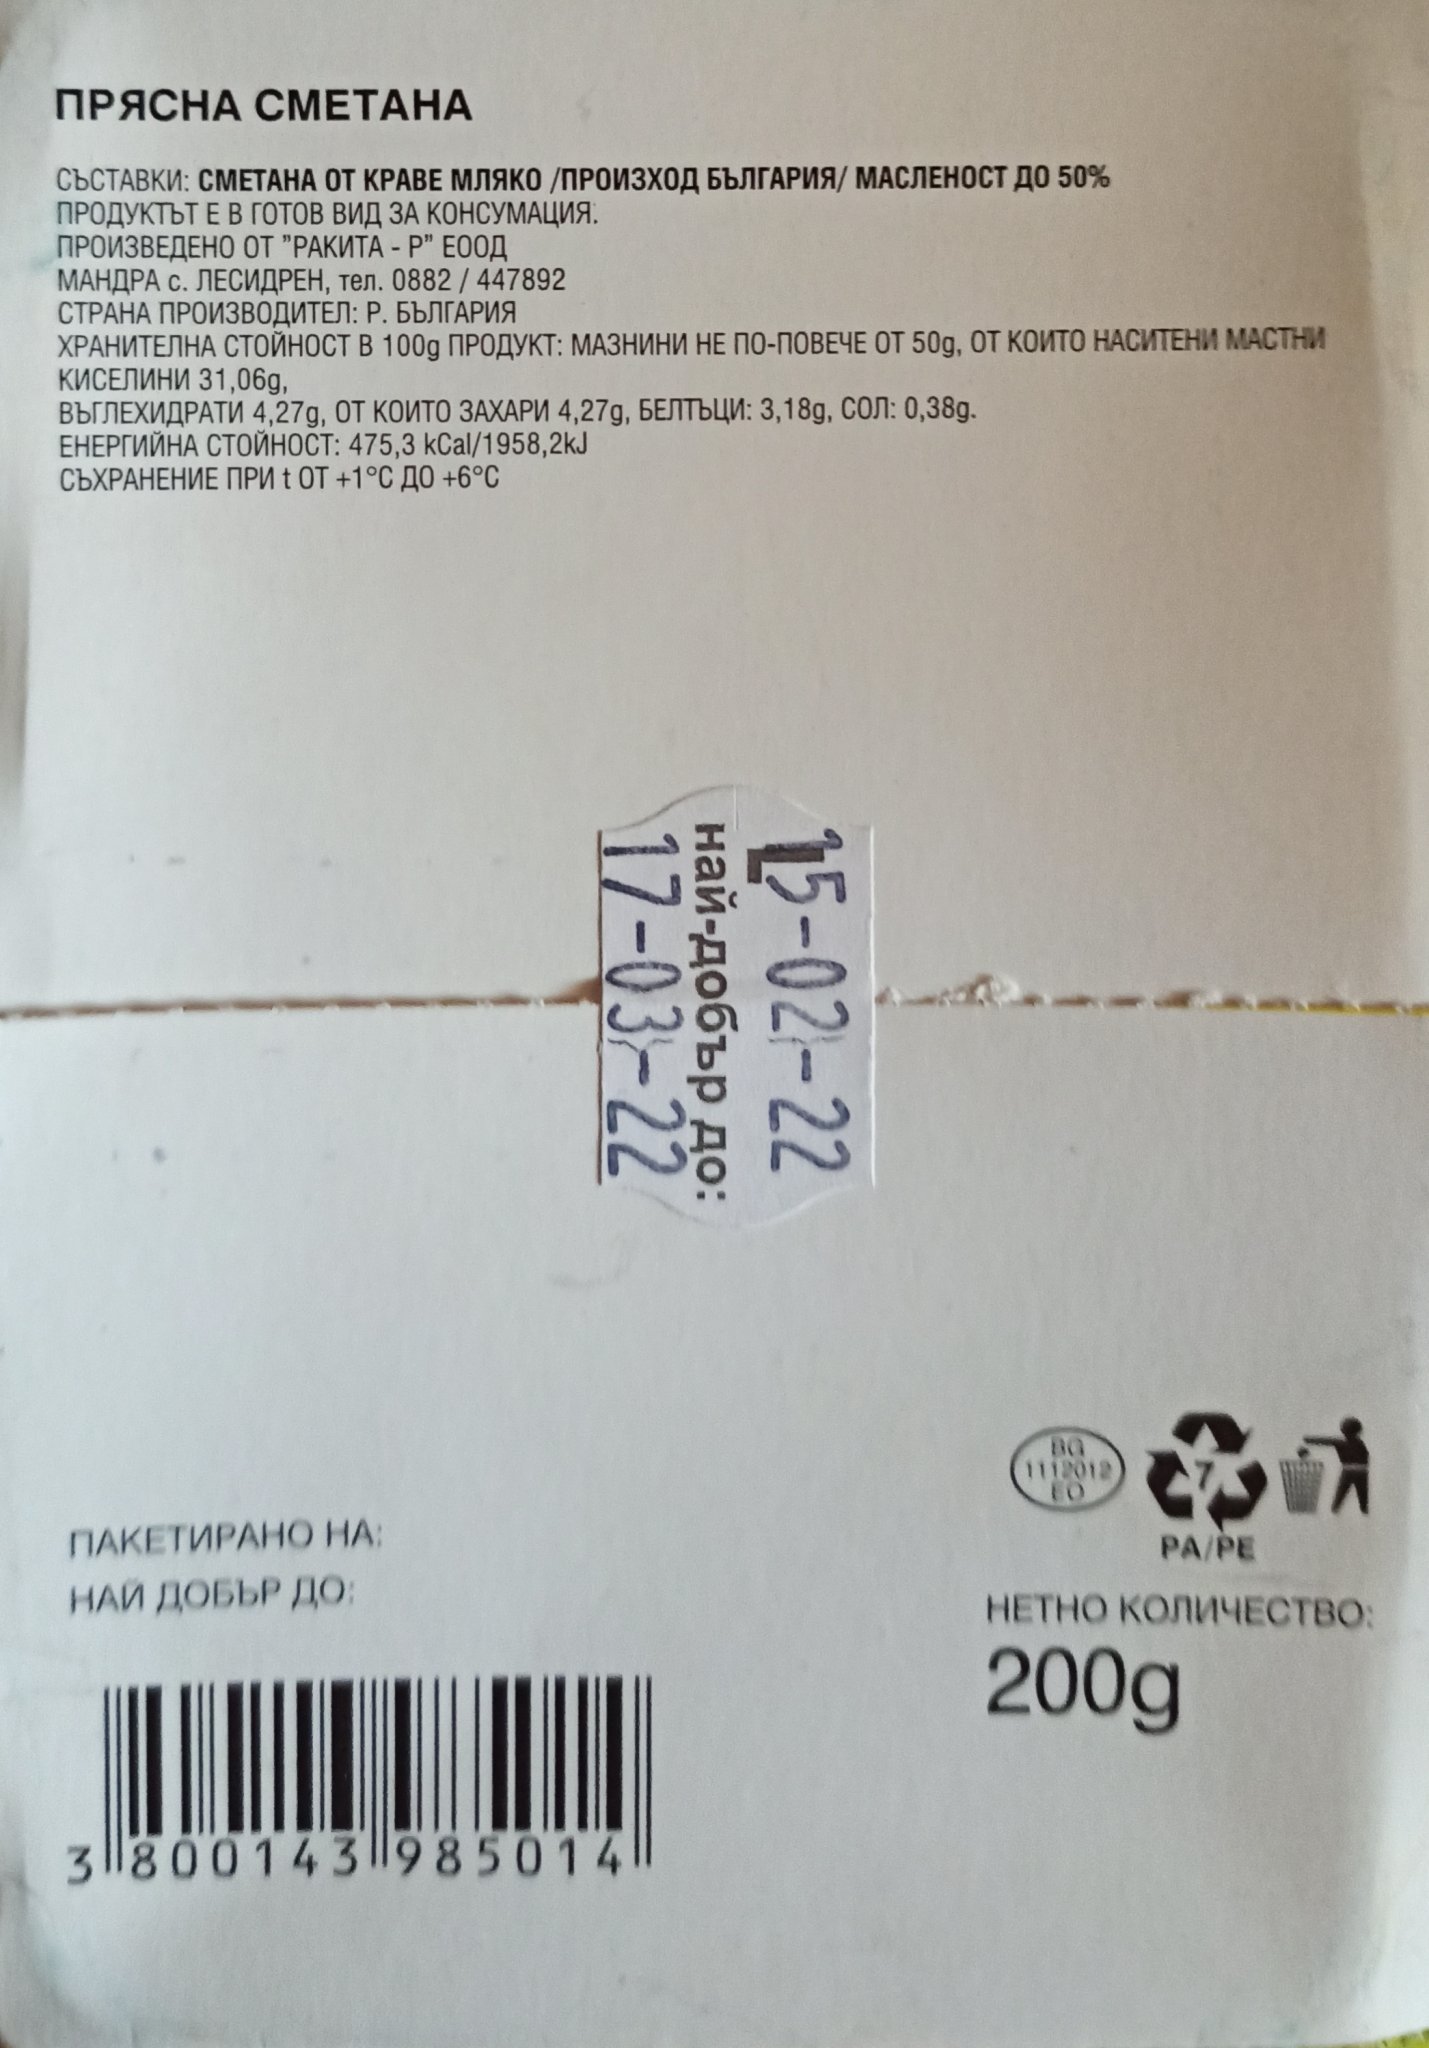 ПРЯСНА СМЕТАНА
СЪСТАВКИ: СМЕТАНА ОТ КРАВЕ МЛЯКО /ПРОИЗХОД БЪЛГАРИЯ/ МАСЛЕНОСТ ДО 50%
ПРОДУКТЪТ Е В ГОТОВ ВИД ЗА КОНСУМАЦИЯ.
ПРОИЗВЕДЕНО ОТ "РАКИТА - Р" ЕООД
МАНДРА с. ЛЕСИДРЕН, тел. 0882 / 447892
СТРАНА ПРОИЗВОДИТЕЛ: Р. БЪЛГАРИЯ
ХРАНИТЕЛНА СТОЙНОСТ В 100g ПРОДУКТ: МАЗНИНИ НЕ ПО-ПОВЕЧЕ ОТ 50g, ОТ КОИТО НАСИТЕНИ МАСТНИ
КИСЕЛИНИ 31,06g,
ВЪГЛЕХИДРАТИ 4,27g, ОТ КОИТО ЗАХАРИ 4,27g, БЕЛТЪЦИ: 3,18g, СОЛ: 0,38g.
ЕНЕРГИЙНА СТОЙНОСТ: 475,3 kCal/1958,2kJ
СЪХРАНЕНИЕ ПРИ t ОТ +1°C ДО +6°C
L
15-02-22
най-добър до:
17-03-22
BG
1112012
EO
7
PA/PE
ПАКЕТИРАНО НА:
НАЙ ДОБЪР ДО:
НЕТНО КОЛИЧЕСТВО:
200g
3 800143 985014